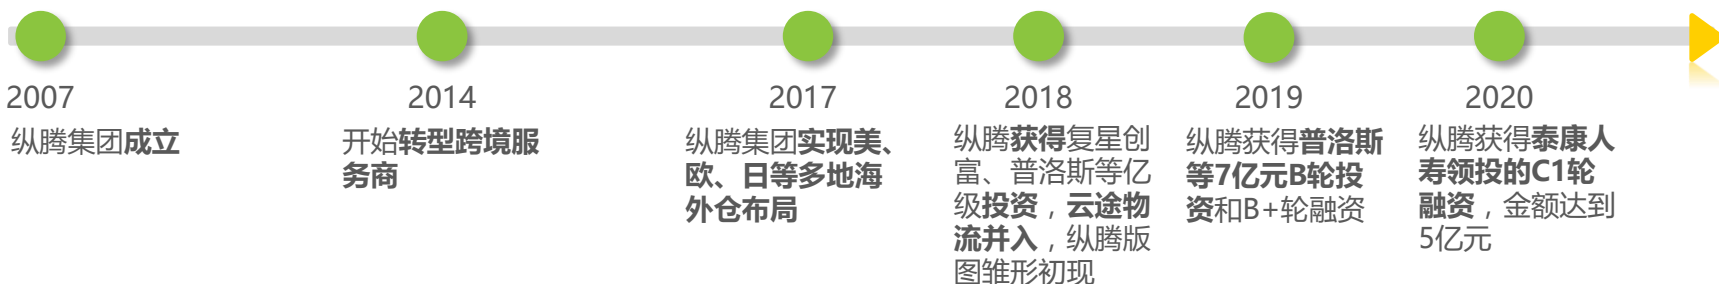 2007
纵腾集团成立
2014
开始转型跨境服
务商
2017
纵腾集团实现美、
欧、日等多地海
外仓布局
2018
纵腾获得复星创
富、普洛斯等亿
级投资，云途物
流并入，纵腾版
图雏形初现
2019
纵腾获得普洛斯
等7亿元B轮投
资和B+轮融资
2020
纵腾获得泰康人
寿领投的C1轮
融资，金额达到
5亿元